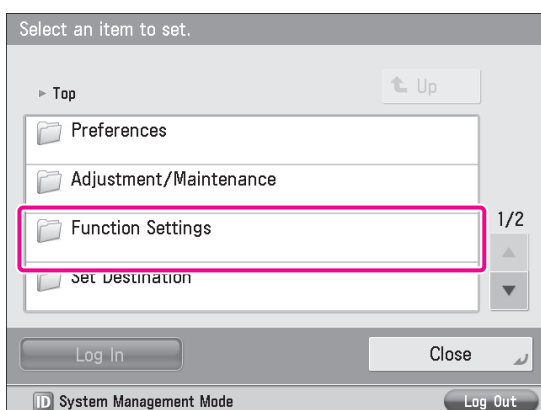 Select an item to set.
▶ Top
Up
Preferences
Adjustment/Maintenance
Function Settings
1/2
Set Destination
Log In
Close
ID System Management Mode
Log Out